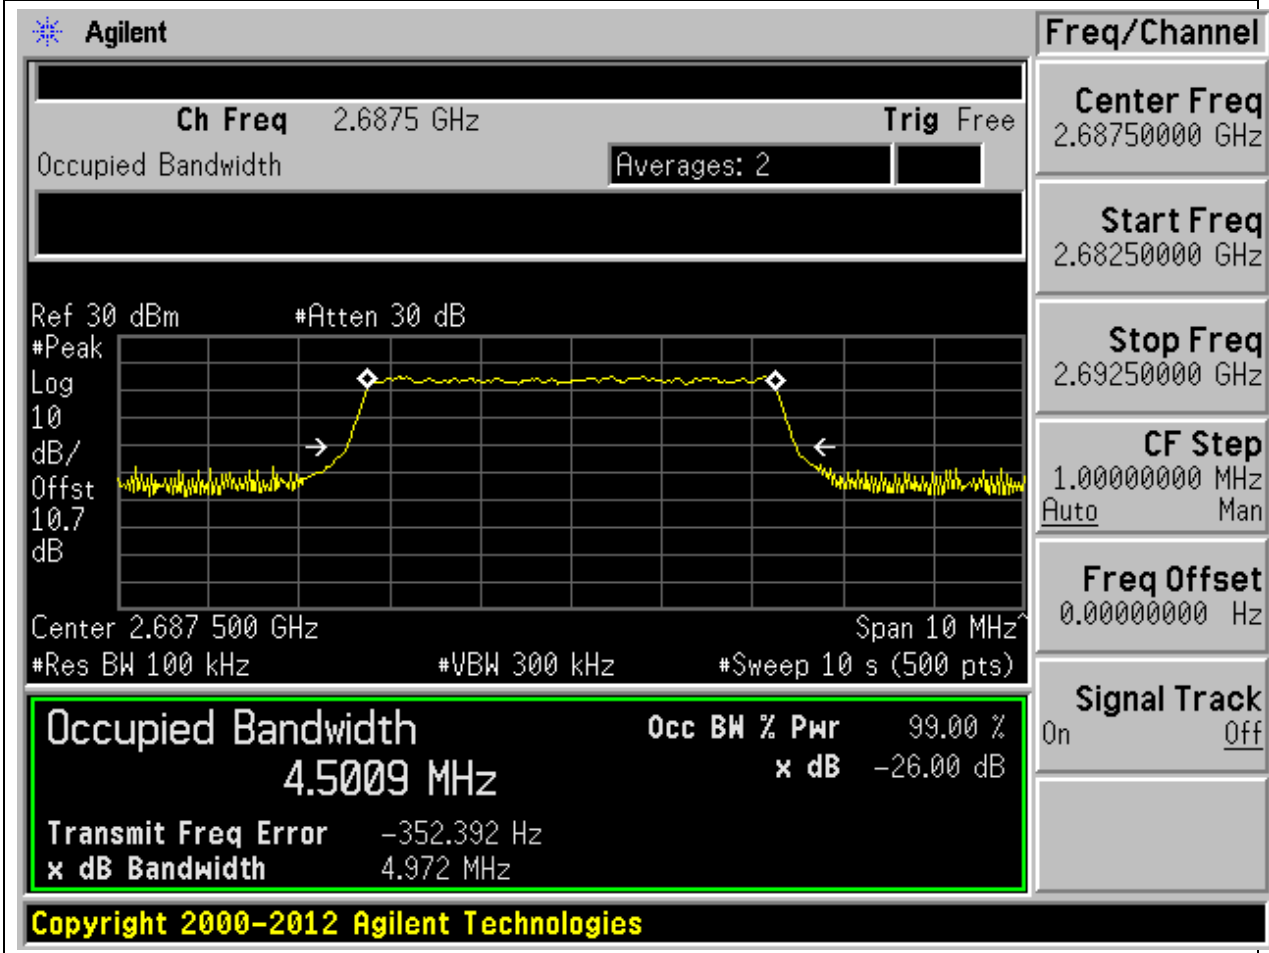 Agilent
Freq/Channel
Ch Freq 2.6875 GHz Trig Free
Occupied Bandwidth Averages: 2
Center Freq
2.68750000 GHz
Start Freq
2.68250000 GHz
Stop Freq
2.69250000 GHz
CF Step
1.00000000 MHz
Auto Man
Freq Offset
0.00000000 Hz
Signal Track
On Off
Ref 30 dBm #Atten 30 dB
#Peak
Log
10
dB/
Offst
10.7
dB
Center 2.687 500 GHz Span 10 MHz^
#Res BW 100 kHz #VBW 300 kHz #Sweep 10 s (500 pts)
Occupied Bandwidth Occ BW % Pwr 99.00 %
4.5009 MHz x dB -26.00 dB
Transmit Freq Error -352.392 Hz
x dB Bandwidth 4.972 MHz
Copyright 2000-2012 Agilent Technologies